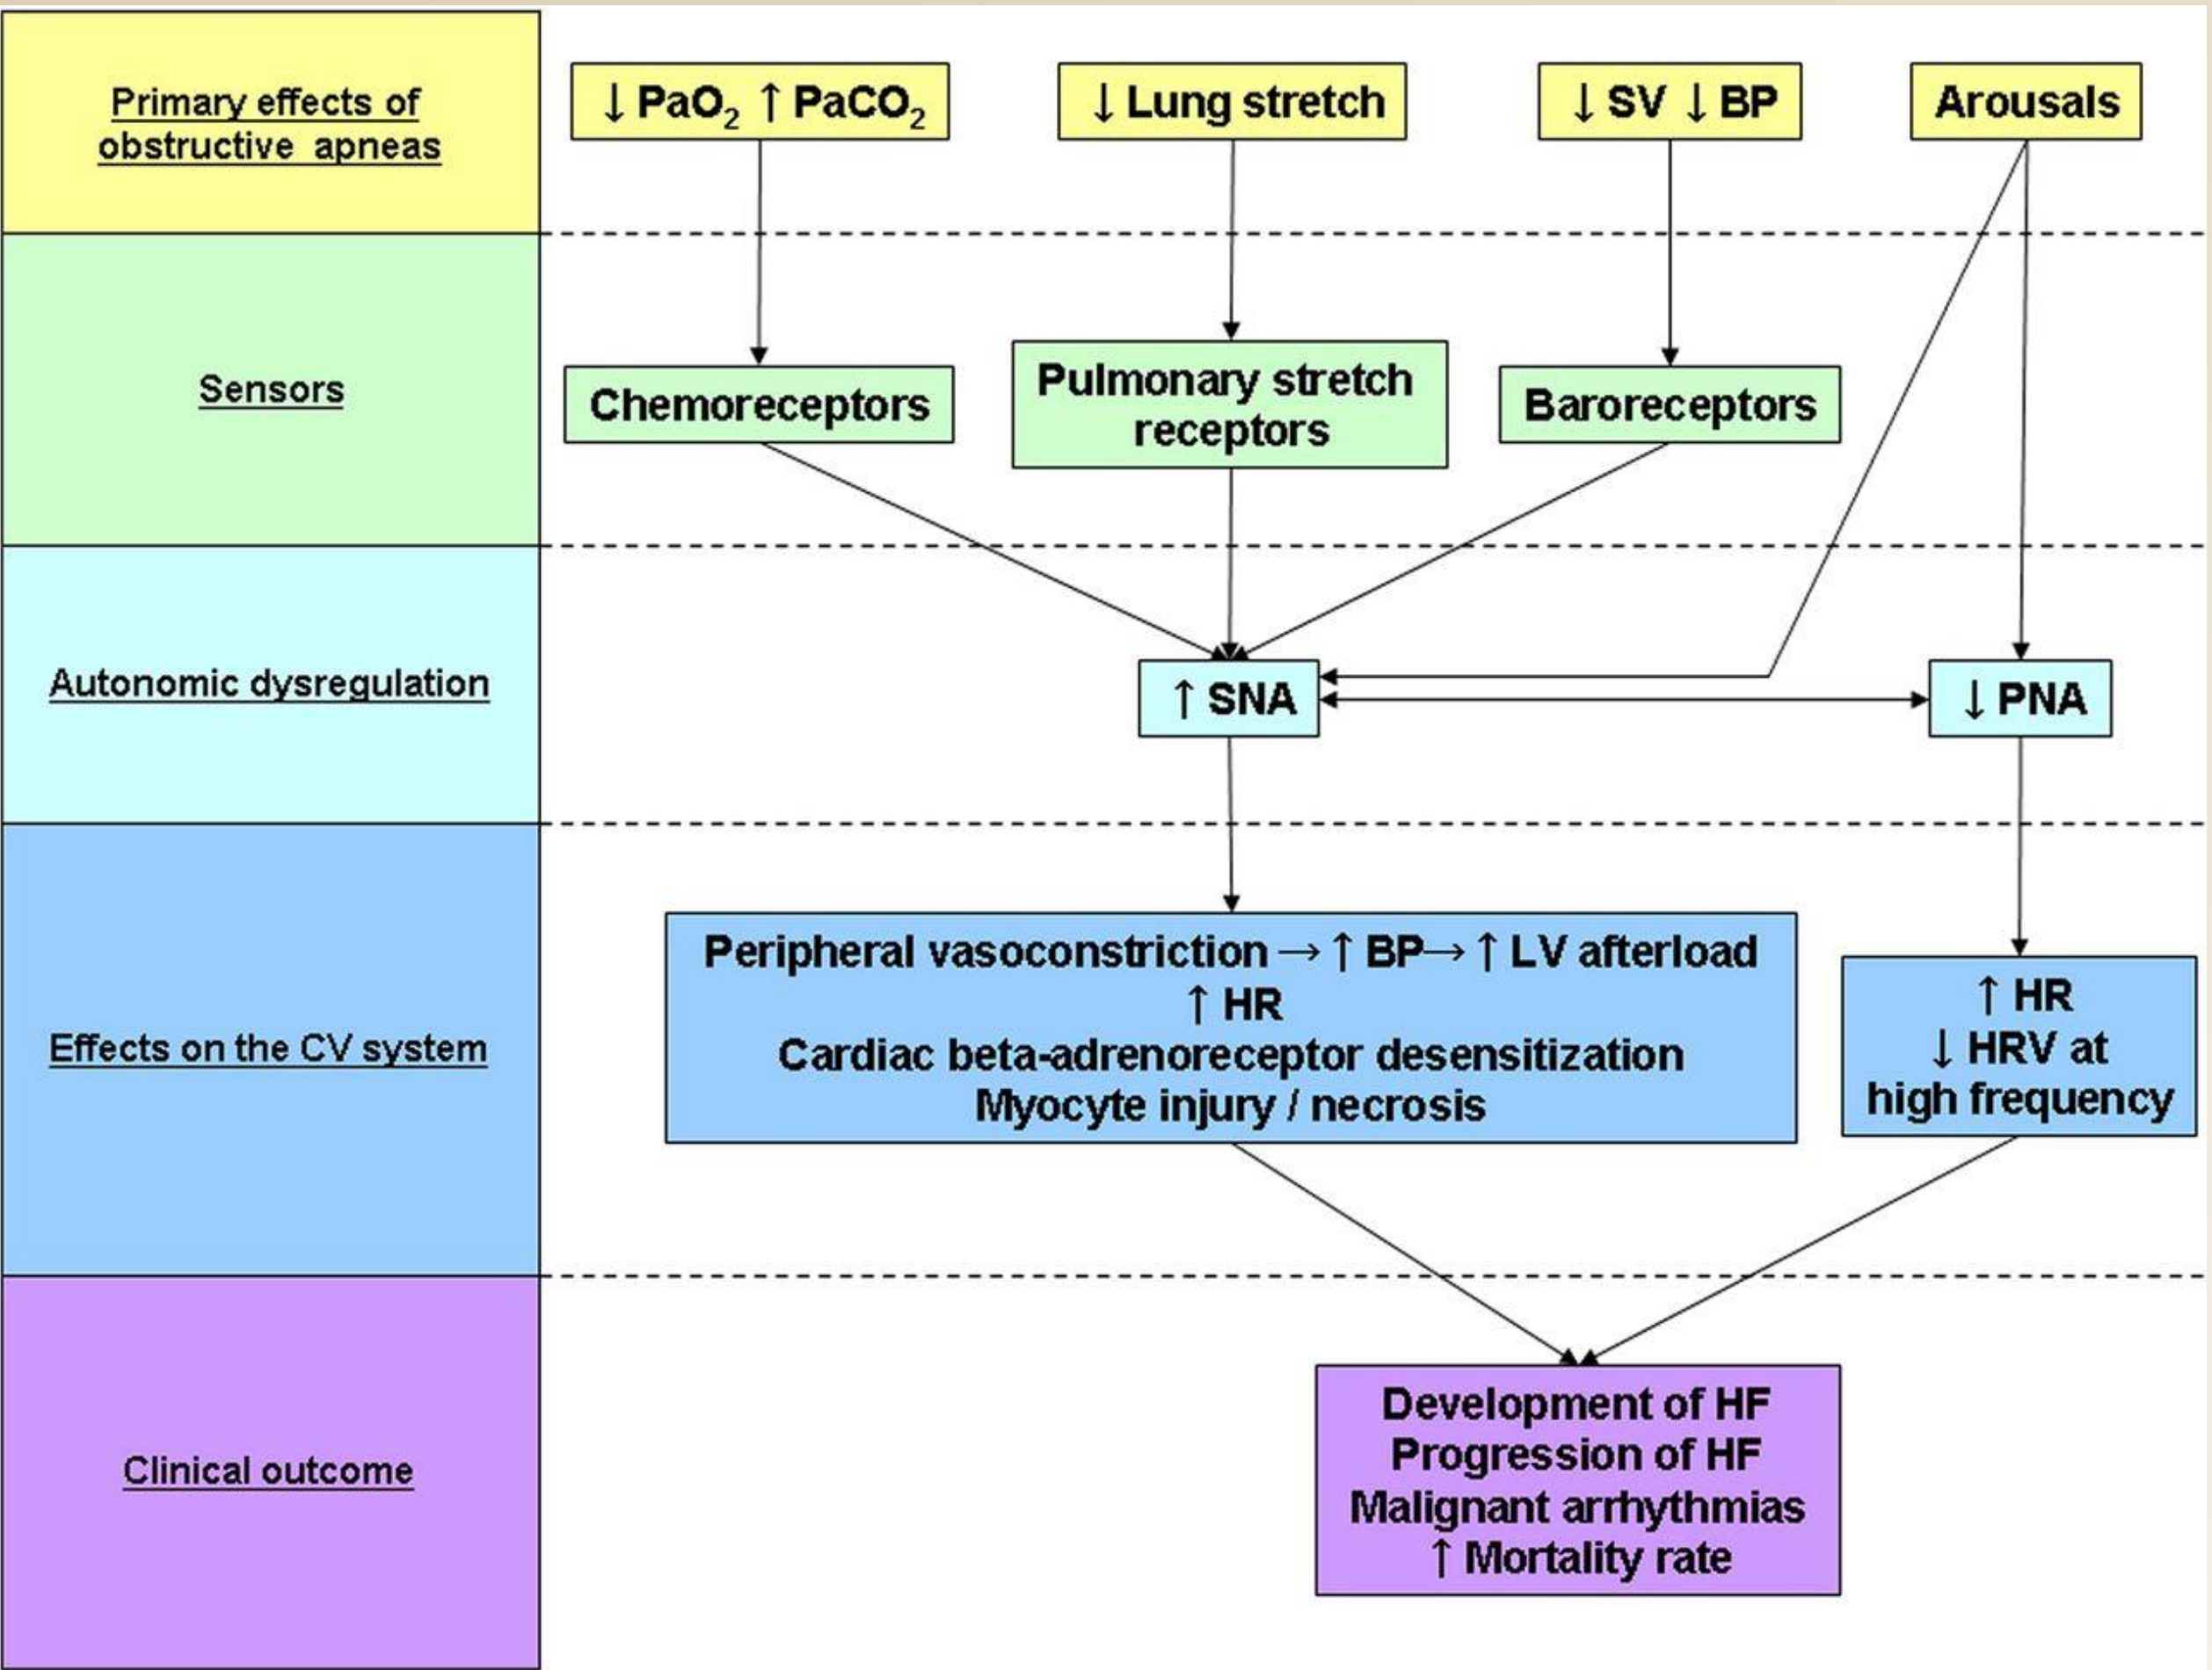 Primary effects of
obstructive apneas
↓ PaO₂ ↑ PaCO₂
↓ Lung stretch
↓ SV ↓ BP
Arousals
Sensors
Chemoreceptors
Pulmonary stretch
receptors
Baroreceptors
Autonomic dysregulation
↑ SNA
↓ PNA
Effects on the CV system
Peripheral vasoconstriction → ↑ BP→ ↑ LV afterload
↑ HR
Cardiac beta-adrenoreceptor desensitization
Myocyte injury / necrosis
↑ HR
↓ HRV at
high frequency
Clinical outcome
Development of HF
Progression of HF
Malignant arrhythmias
↑ Mortality rate